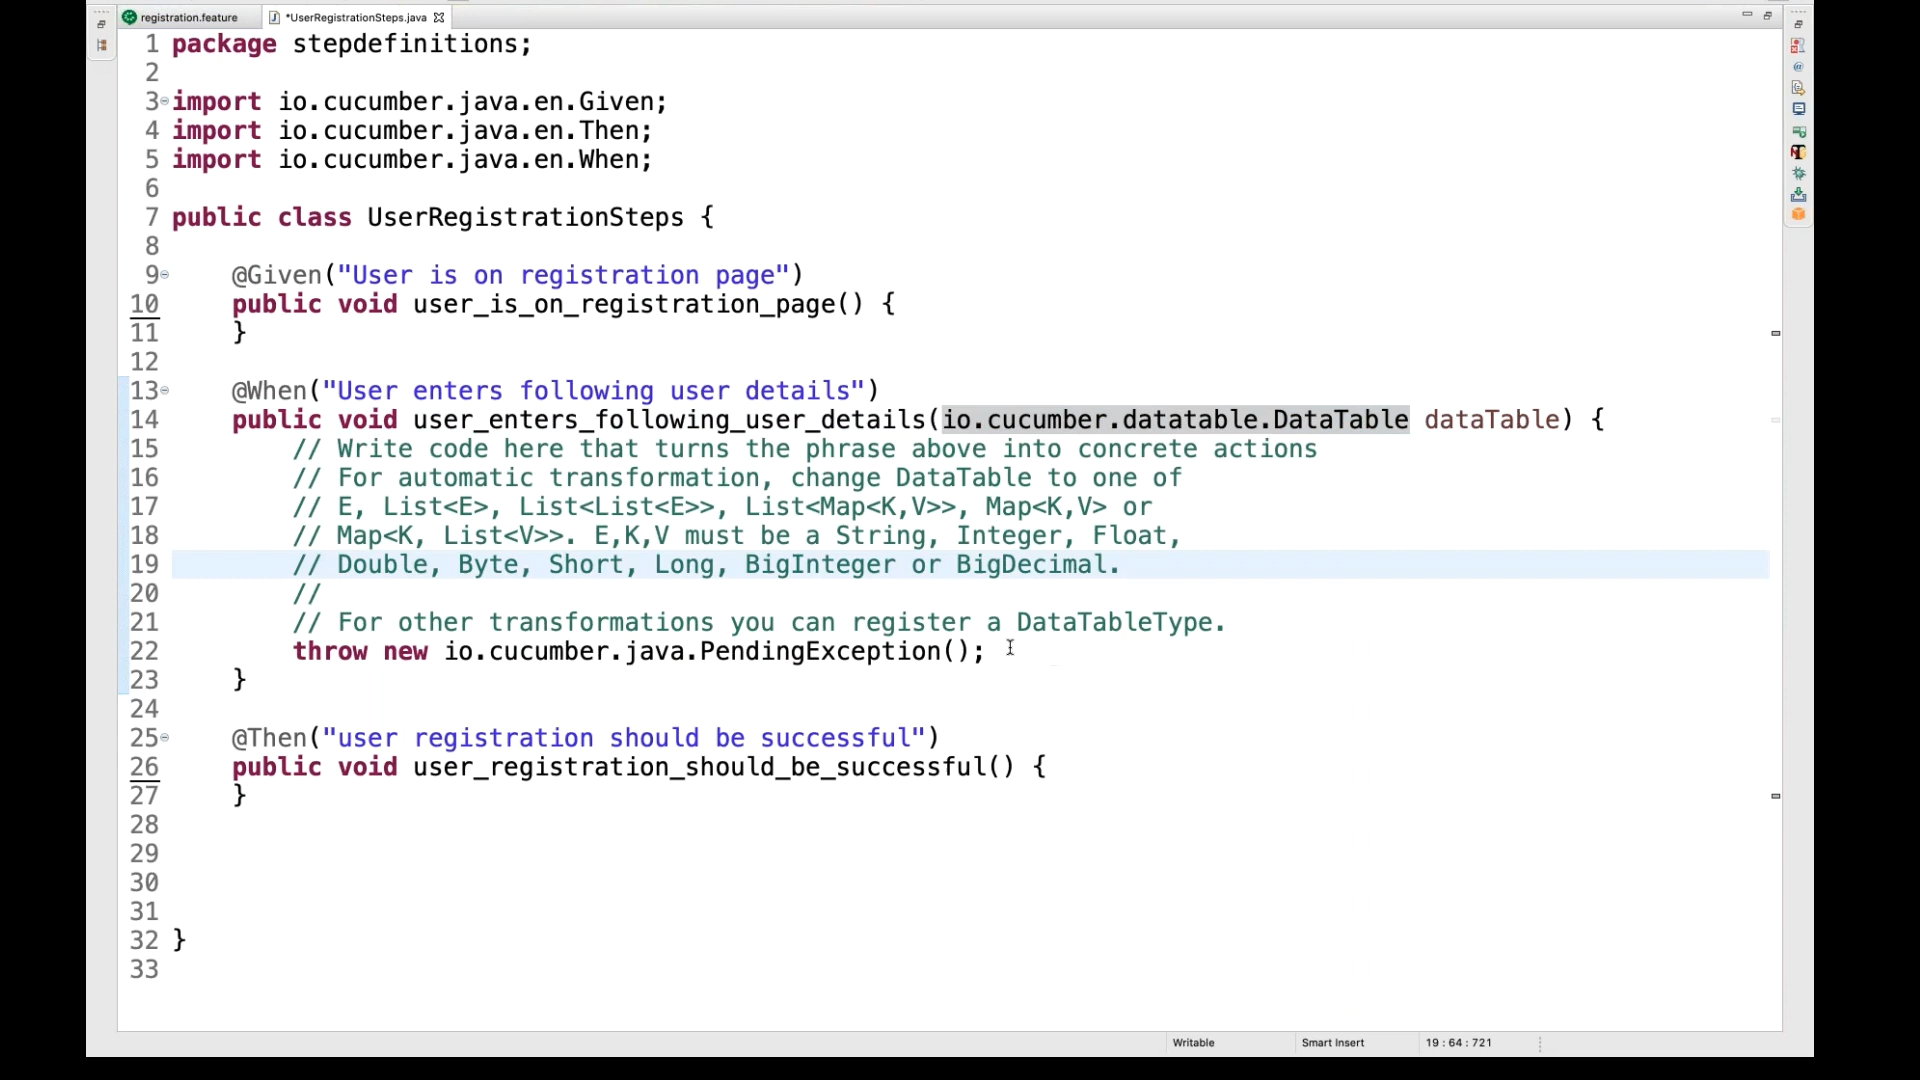 registration.feature
*UserRegistrationSteps.java
1 package stepdefinitions;
2
3 import io.cucumber.java.en.Given;
4 import io.cucumber.java.en.Then;
5 import io.cucumber.java.en.When;
6
7 public class UserRegistrationSteps {
8
9 @Given("User is on registration page")
10 public void user_is_on_registration_page() {
11 }
12
13 @When("User enters following user details")
14 public void user_enters_following_user_details(io.cucumber.datatable.DataTable dataTable) {
15 // Write code here that turns the phrase above into concrete actions
16 // For automatic transformation, change DataTable to one of
17 // E, List<E>, List<List<E>>, List<Map<K,V>>, Map<K,V> or
18 // Map<K, List<V>>. E,K,V must be a String, Integer, Float,
19 // Double, Byte, Short, Long, BigInteger or BigDecimal.
20 //
21 // For other transformations you can register a DataTableType.
22 throw new io.cucumber.java.PendingException();
23 }
24
25 @Then("user registration should be successful")
26 public void user_registration_should_be_successful() {
27 }
28
29
30
31
32 }
33
Writable Smart Insert 19 : 64 : 721